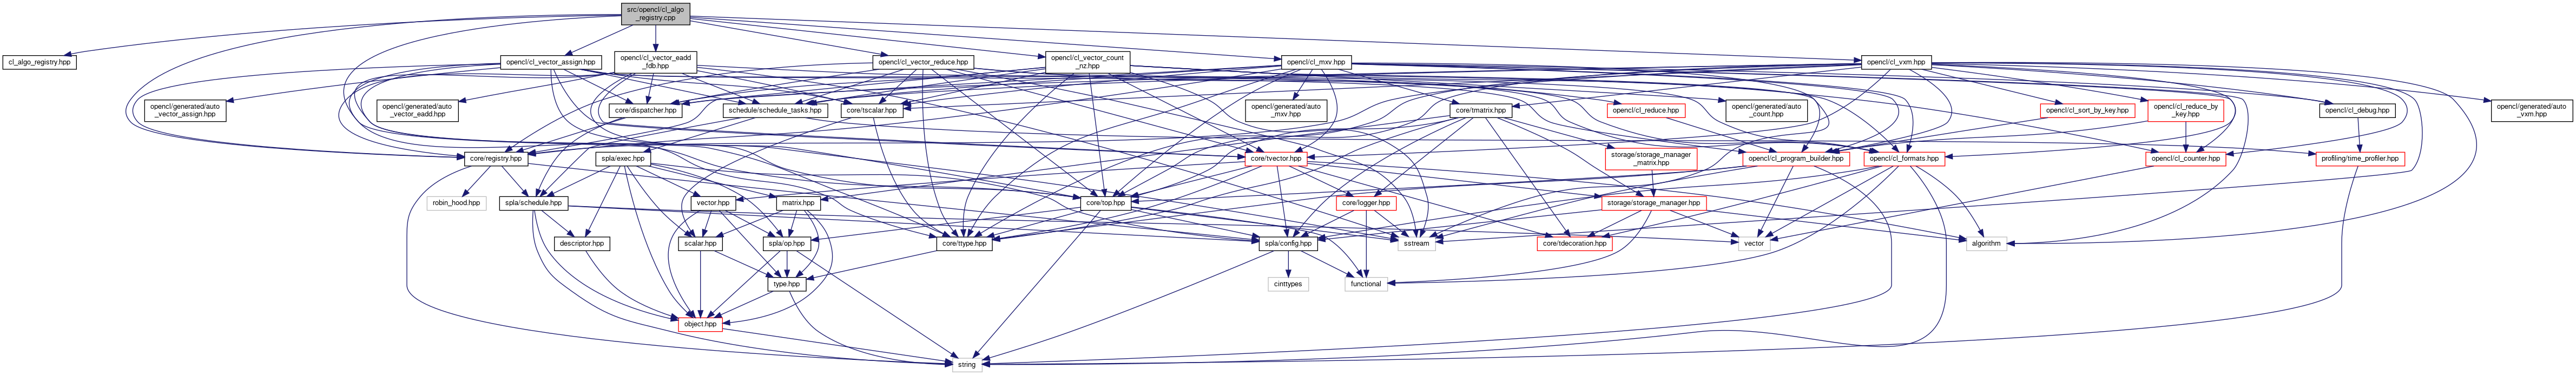 src/opencl/cl_algo
_registry.cpp
cl_algo_registry.hpp
opencl/cl_vector_assign.hpp
opencl/cl_vector_eadd
_fdb.hpp
opencl/cl_vector_reduce.hpp
opencl/cl_vector_count
_nz.hpp
opencl/cl_mxv.hpp
opencl/cl_vxm.hpp
opencl/generated/auto
_vector_assign.hpp
opencl/generated/auto
_vector_eadd.hpp
core/dispatcher.hpp
schedule/schedule_tasks.hpp
core/tscalar.hpp
opencl/generated/auto
_mxv.hpp
core/tmatrix.hpp
opencl/cl_reduce.hpp
opencl/generated/auto
_count.hpp
opencl/cl_sort_by_key.hpp
opencl/cl_reduce_by
_key.hpp
opencl/cl_debug.hpp
opencl/generated/auto
_vxm.hpp
core/registry.hpp
spla/exec.hpp
core/tvector.hpp
storage/storage_manager
_matrix.hpp
opencl/cl_program_builder.hpp
opencl/cl_formats.hpp
opencl/cl_counter.hpp
profiling/time_profiler.hpp
robin_hood.hpp
spla/schedule.hpp
vector.hpp
matrix.hpp
core/top.hpp
core/logger.hpp
storage/storage_manager.hpp
descriptor.hpp
scalar.hpp
spla/op.hpp
core/ttype.hpp
spla/config.hpp
sstream
core/tdecoration.hpp
vector
algorithm
type.hpp
cinttypes
functional
object.hpp
string